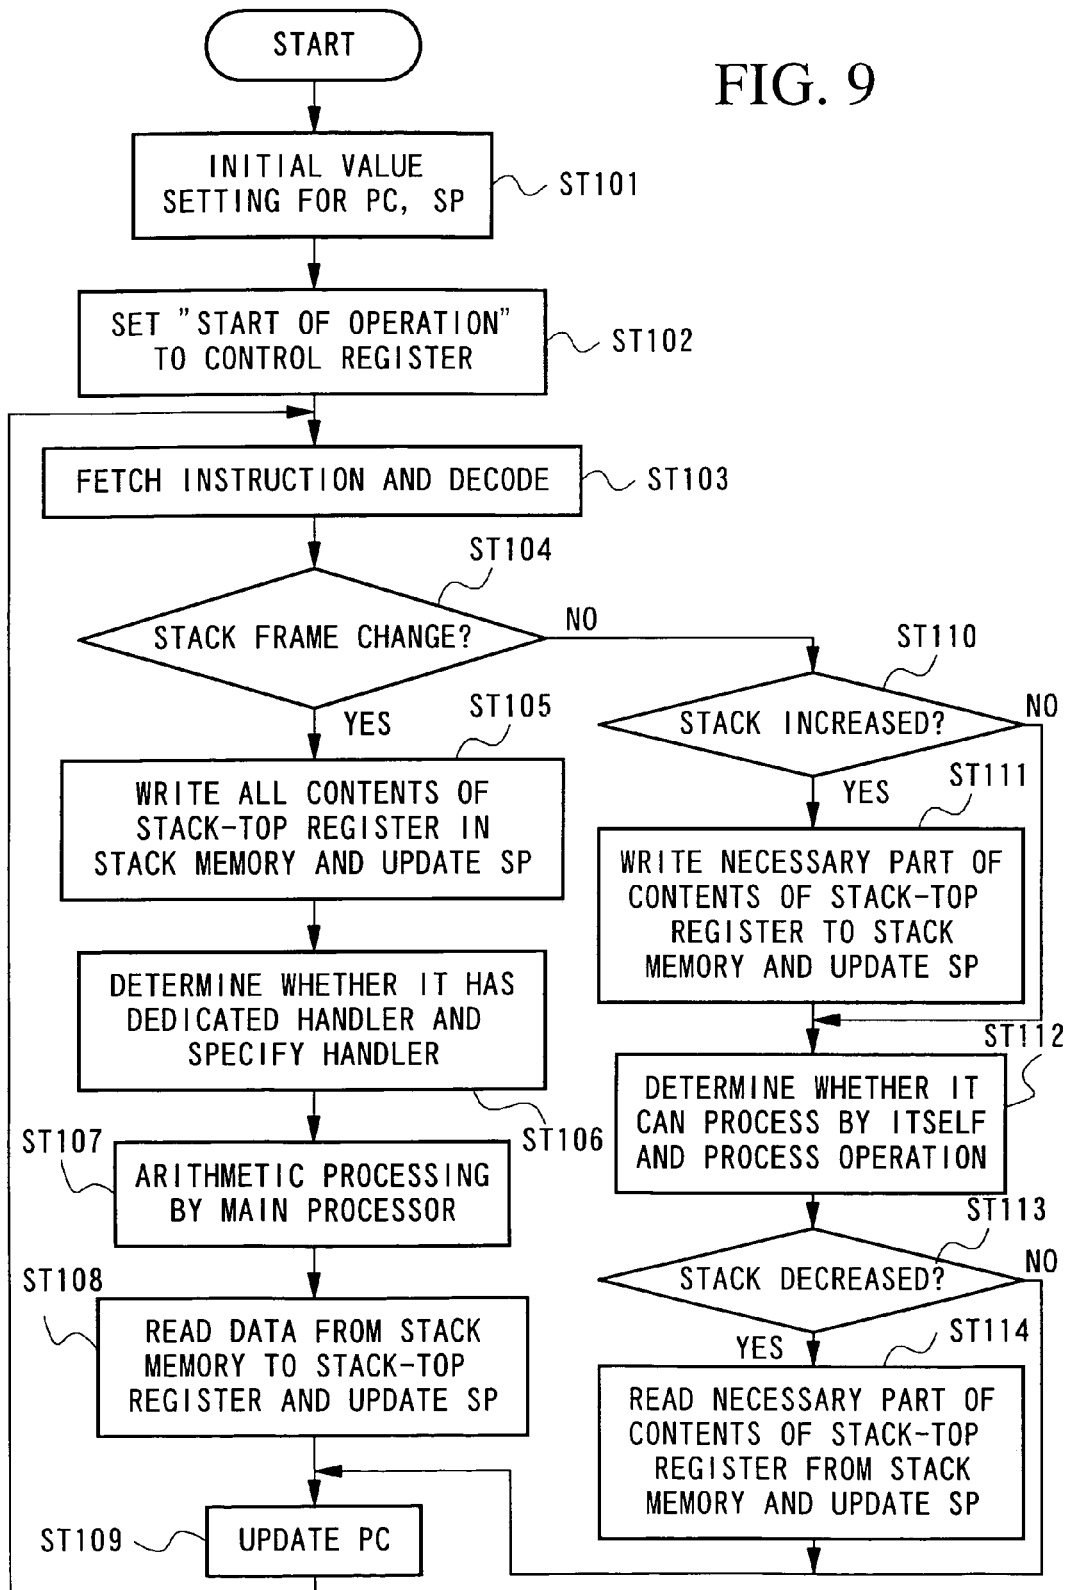 START
FIG. 9
INITIAL VALUE
SETTING FOR PC, SP
ST101
SET "START OF OPERATION"
TO CONTROL REGISTER
ST102
FETCH INSTRUCTION AND DECODE
ST103
ST104
STACK FRAME CHANGE?
NO
YES
ST105
WRITE ALL CONTENTS OF
STACK-TOP REGISTER IN
STACK MEMORY AND UPDATE SP
DETERMINE WHETHER IT HAS
DEDICATED HANDLER AND
SPECIFY HANDLER
ST106
ST107
ARITHMETIC PROCESSING
BY MAIN PROCESSOR
ST108
READ DATA FROM STACK
MEMORY TO STACK-TOP
REGISTER AND UPDATE SP
ST109
UPDATE PC
ST110
STACK INCREASED?
NO
YES
ST111
WRITE NECESSARY PART OF
CONTENTS OF STACK-TOP
REGISTER TO STACK
MEMORY AND UPDATE SP
ST112
DETERMINE WHETHER IT
CAN PROCESS BY ITSELF
AND PROCESS OPERATION
ST113
STACK DECREASED?
NO
YES
ST114
READ NECESSARY PART OF
CONTENTS OF STACK-TOP
REGISTER FROM STACK
MEMORY AND UPDATE SP